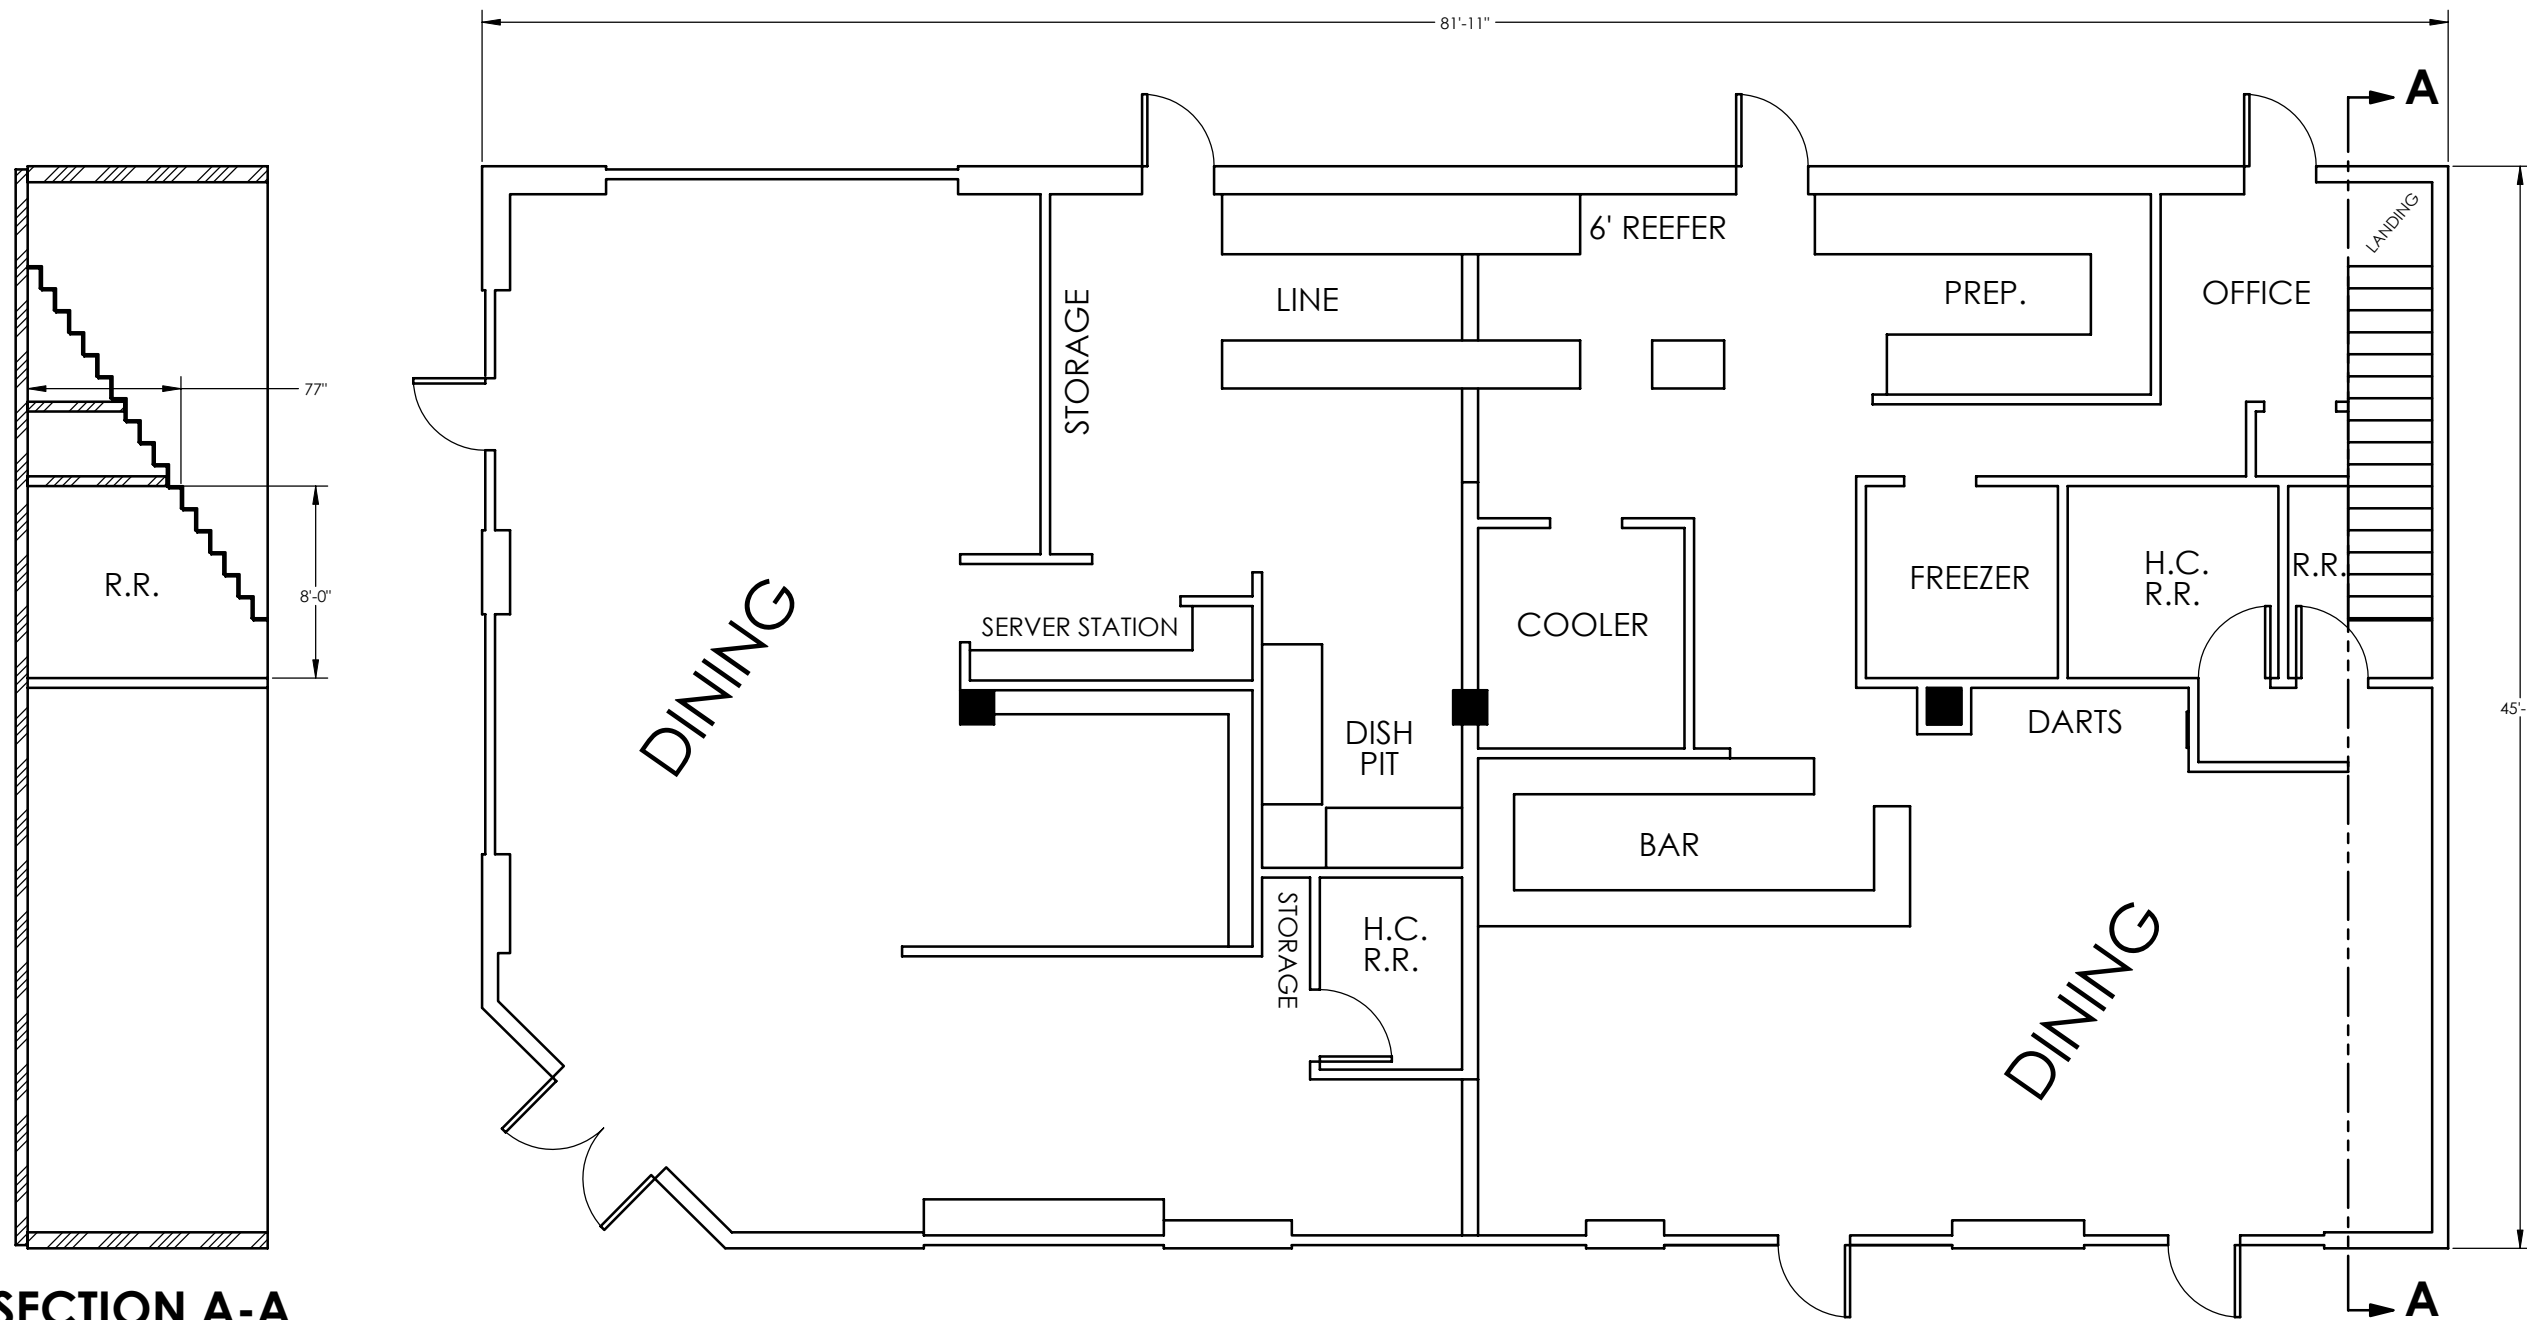 81'-11"
A
LANDING
6' REEFER
STORAGE
LINE
PREP.
OFFICE
77"
R.R.
8'-0"
SERVER STATION
COOLER
FREEZER
H.C.
R.R.
R.R.
DINING
DISH
PIT
DARTS
45'-
BAR
STORAGE
H.C.
R.R.
DINING
SECTION A-A
A